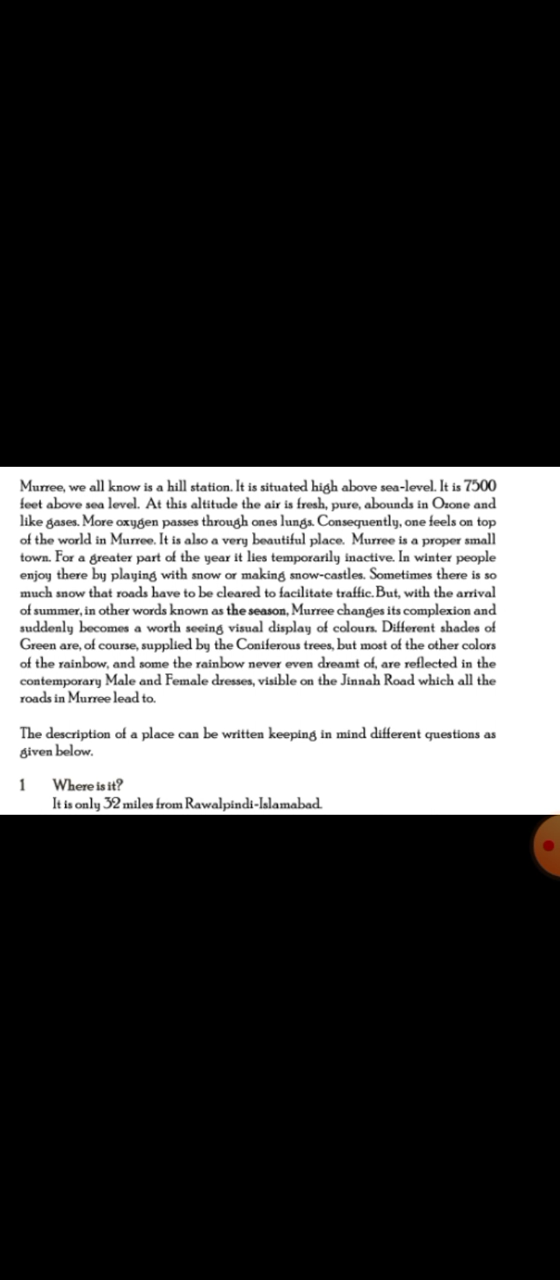 Murree, we all know is a hill station. It is situated high above sea-level. It is 7500
feet above sea level. At this altitude the air is fresh, pure, abounds in Ozone and
like gases. More oxygen passes through ones lungs. Consequently, one feels on top
of the world in Murree. It is also a very beautiful place. Murree is a proper small
town. For a greater part of the year it lies temporarily inactive. In winter people
enjoy there by playing with snow or making snow-castles. Sometimes there is so
much snow that roads have to be cleared to facilitate traffic. But, with the arrival
of summer, in other words known as the season, Murree changes its complexion and
suddenly becomes a worth seeing visual display of colours. Different shades of
Green are, of course, supplied by the Coniferous trees, but most of the other colors
of the rainbow, and some the rainbow never even dreamt of, are reflected in the
contemporary Male and Female dresses, visible on the Jinnah Road which all the
roads in Murree lead to.
The description of a place can be written keeping in mind different questions as
given below.
1 Where is it?
It is only 32 miles from Rawalpindi-Islamabad.